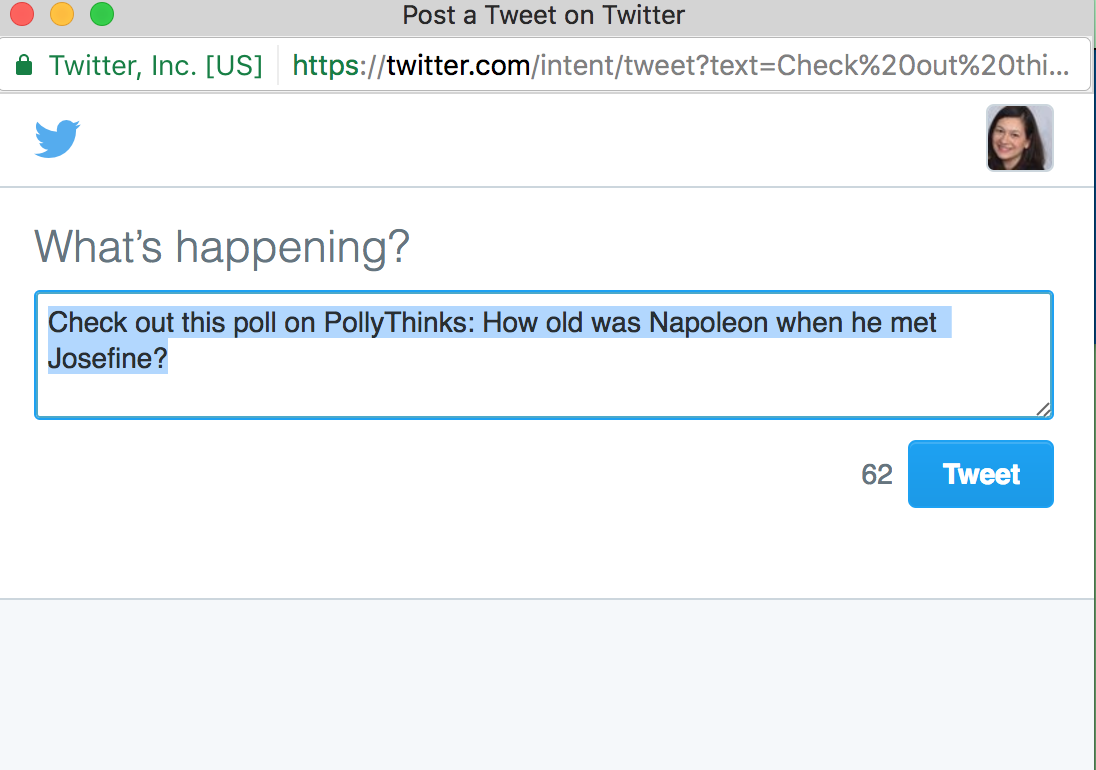 Post a Tweet on Twitter
Twitter, Inc. [US] https://twitter.com/intent/tweet?text=Check%20out%20thi...
What’s happening?
Check out this poll on PollyThinks: How old was Napoleon when he met
Josefine?
62 Tweet